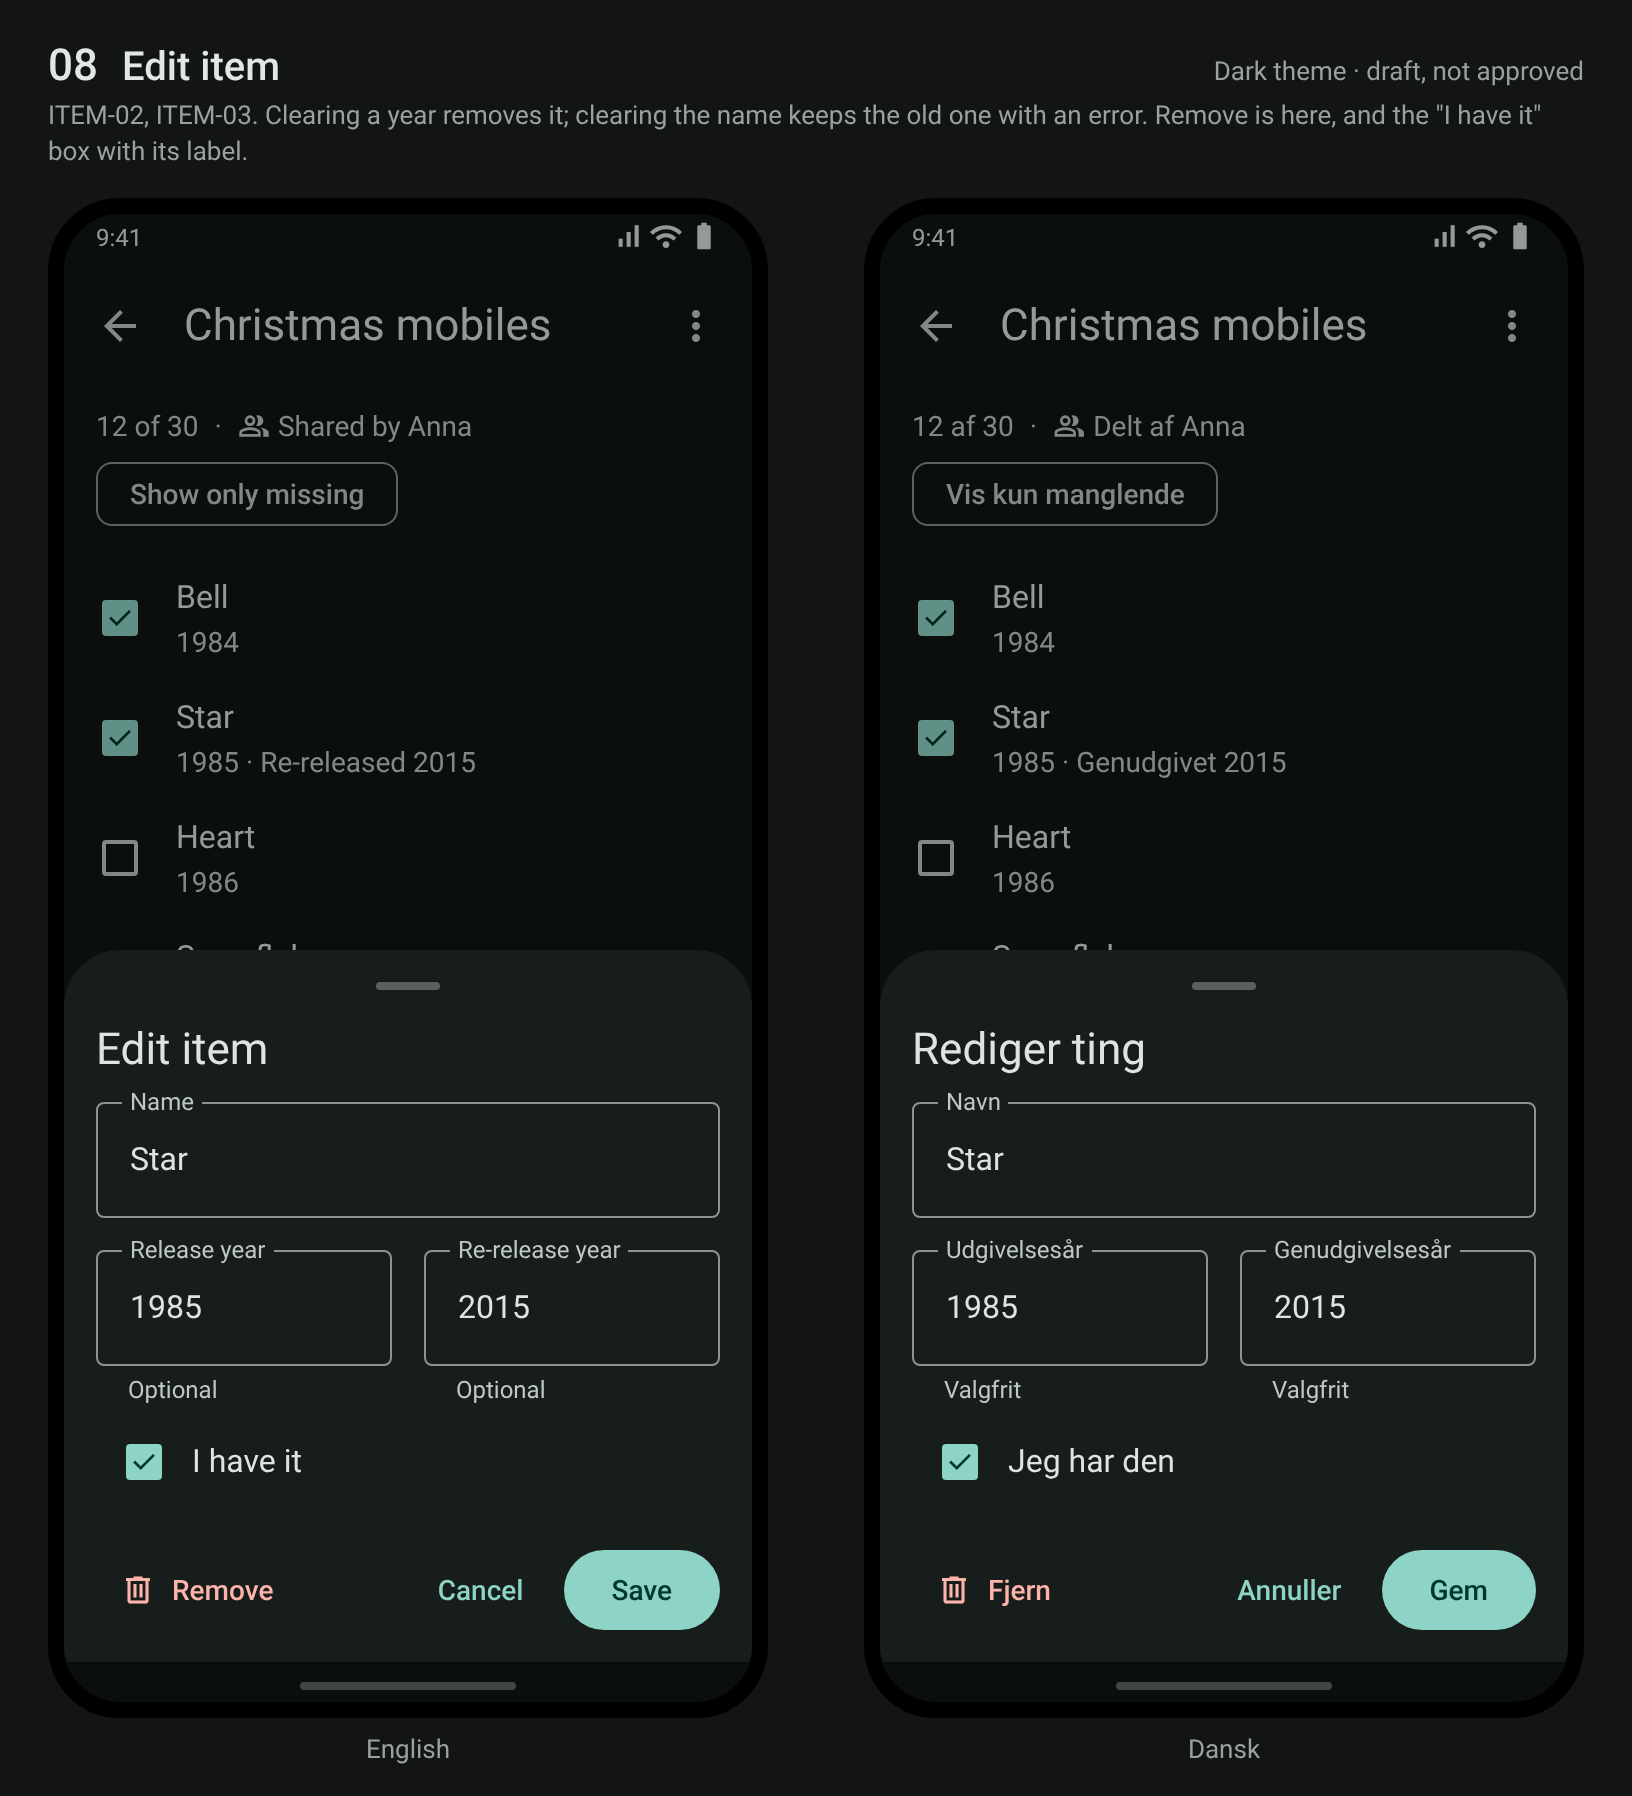 08 Edit item
Dark theme · draft, not approved
ITEM-02, ITEM-03. Clearing a year removes it; clearing the name keeps the old one with an error. Remove is here, and the "I have it"
box with its label.
9:41
Christmas mobiles
12 of 30 · Shared by Anna
Show only missing
Bell
1984
Star
1985 · Re-released 2015
Heart
1986
Edit item
Name
Star
Release year
Re-release year
1985
2015
Optional
Optional
I have it
Remove
Cancel
Save
English
9:41
Christmas mobiles
12 af 30 · Delt af Anna
Vis kun manglende
Bell
1984
Star
1985 · Genudgivet 2015
Heart
1986
Rediger ting
Navn
Star
Udgivelsesår
Genudgivelsesår
1985
2015
Valgfrit
Valgfrit
Jeg har den
Fjern
Annuller
Gem
Dansk